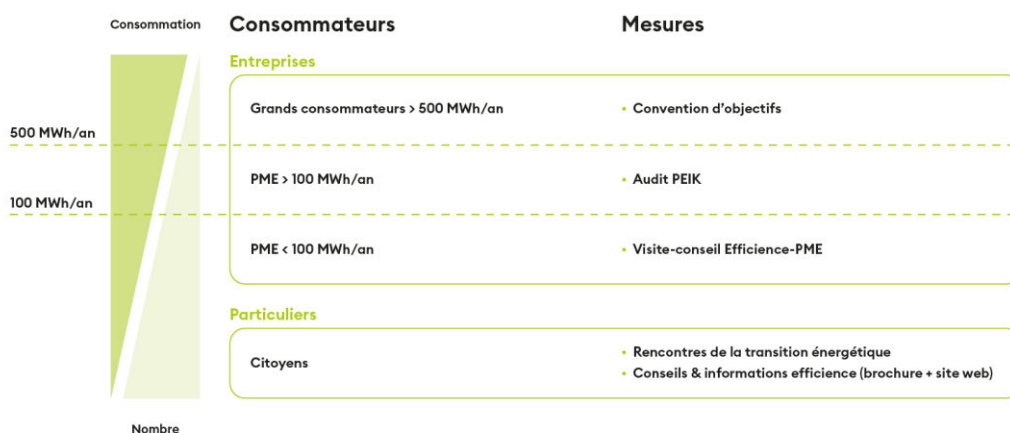 Consommation
Consommateurs
Mesures
Entreprises
Grands consommateurs > 500 MWh/an
• Convention d'objectifs
500 MWh/an
PME > 100 MWh/an
• Audit PEIK
100 MWh/an
PME < 100 MWh/an
• Visite-conseil Efficience-PME
Particuliers
Citoyens
• Rencontres de la transition énergétique
• Conseils & informations efficience (brochure + site web)
Nombre